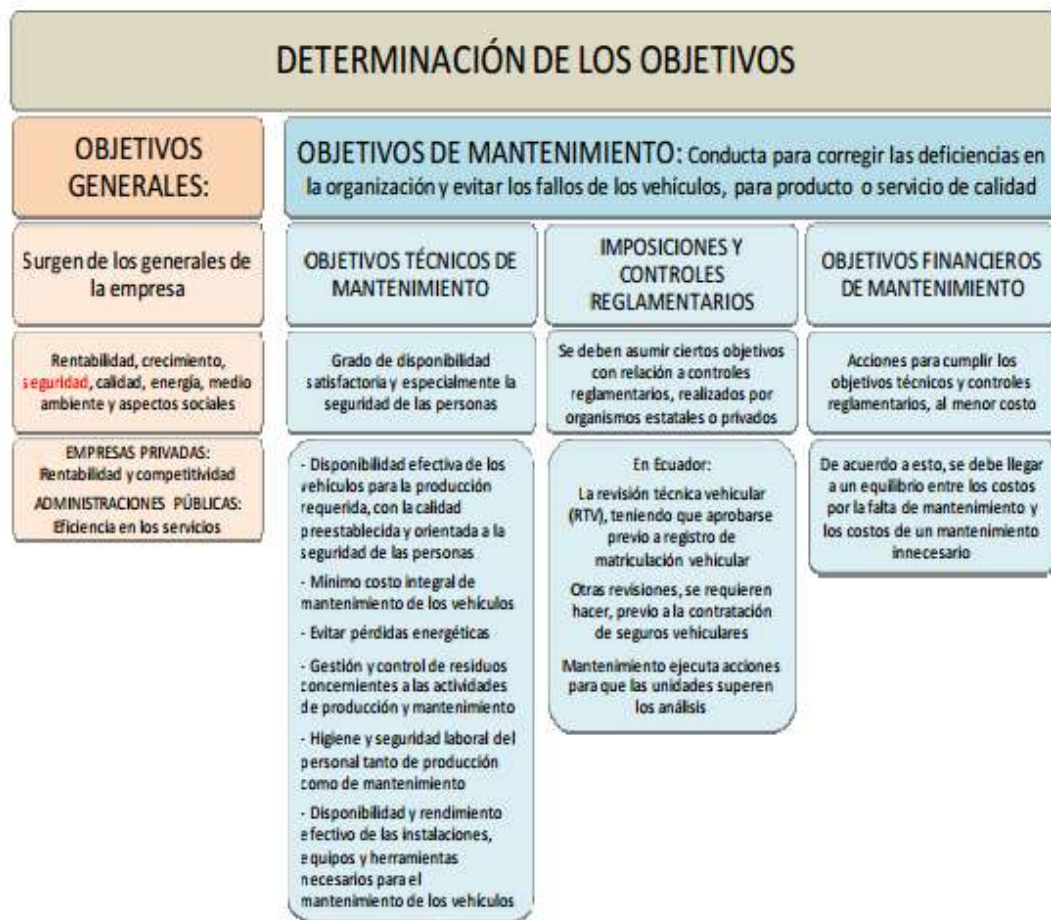 DETERMINACIÓN DE LOS OBJETIVOS
OBJETIVOS
GENERALES:
Surgen de los generales de
la empresa
Rentabilidad, crecimiento,
seguridad, calidad, energía, medio
ambiente y aspectos sociales
EMPRESAS PRIVADAS:
Rentabilidad y competitividad
ADMINISTRACIONES PÚBLICAS:
Eficiencia en los servicios
OBJETIVOS DE MANTENIMIENTO: Conducta para corregir las deficiencias en
la organización y evitar los fallos de los vehículos, para producto o servicio de calidad
OBJETIVOS TÉCNICOS DE
MANTENIMIENTO
Grado de disponibilidad
satisfactoria y especialmente la
seguridad de las personas
- Disponibilidad efectiva de los
vehículos para la producción
requerida, con la calidad
preestablecida y orientada a la
seguridad de las personas
- Mínimo costo integral de
mantenimiento de los vehículos
- Evitar pérdidas energéticas
- Gestión y control de residuos
concernientes a las actividades
de producción y mantenimiento
- Higiene y seguridad laboral del
personal tanto de producción
como de mantenimiento
- Disponibilidad y rendimiento
efectivo de las instalaciones,
equipos y herramientas
necesarios para el
mantenimiento de los vehículos
IMPOSICIONES Y
CONTROLES
REGLAMENTARIOS
Se deben asumir ciertos objetivos
con relación a controles
reglamentarios, realizados por
organismos estatales o privados
En Ecuador:
La revisión técnica vehicular
(RTV), teniendo que aprobarse
previo a registro de
matriculación vehicular
Otras revisiones, se requieren
hacer, previo a la contratación
de seguros vehiculares
Mantenimiento ejecuta acciones
para que las unidades superen
los análisis
OBJETIVOS FINANCIEROS
DE MANTENIMIENTO
Acciones para cumplir los
objetivos técnicos y controles
reglamentarios, al menor costo
De acuerdo a esto, se debe llegar
a un equilibrio entre los costos
por la falta de mantenimiento y
los costos de un mantenimiento
innecesario